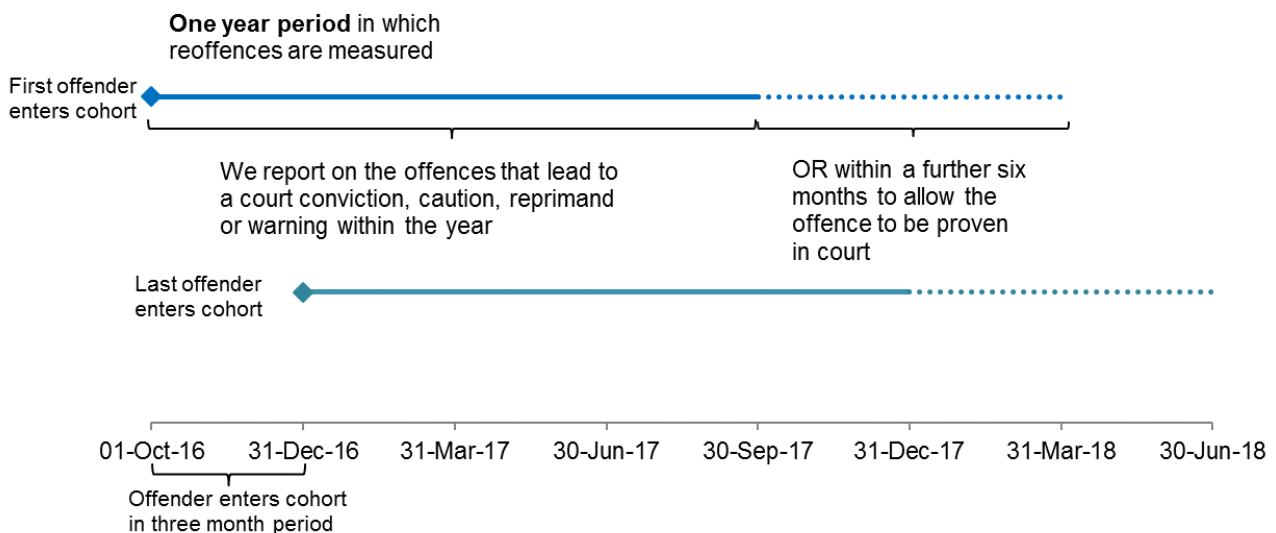 One year period in which
reoffences are measured
First offender
enters cohort
We report on the offences that lead to
a court conviction, caution, reprimand
or warning within the year
OR within a further six
months to allow the
offence to be proven
in court
Last offender
enters cohort
01-Oct-16 31-Dec-16 31-Mar-17 30-Jun-17 30-Sep-17 31-Dec-17 31-Mar-18 30-Jun-18
Offender enters cohort
in three month period